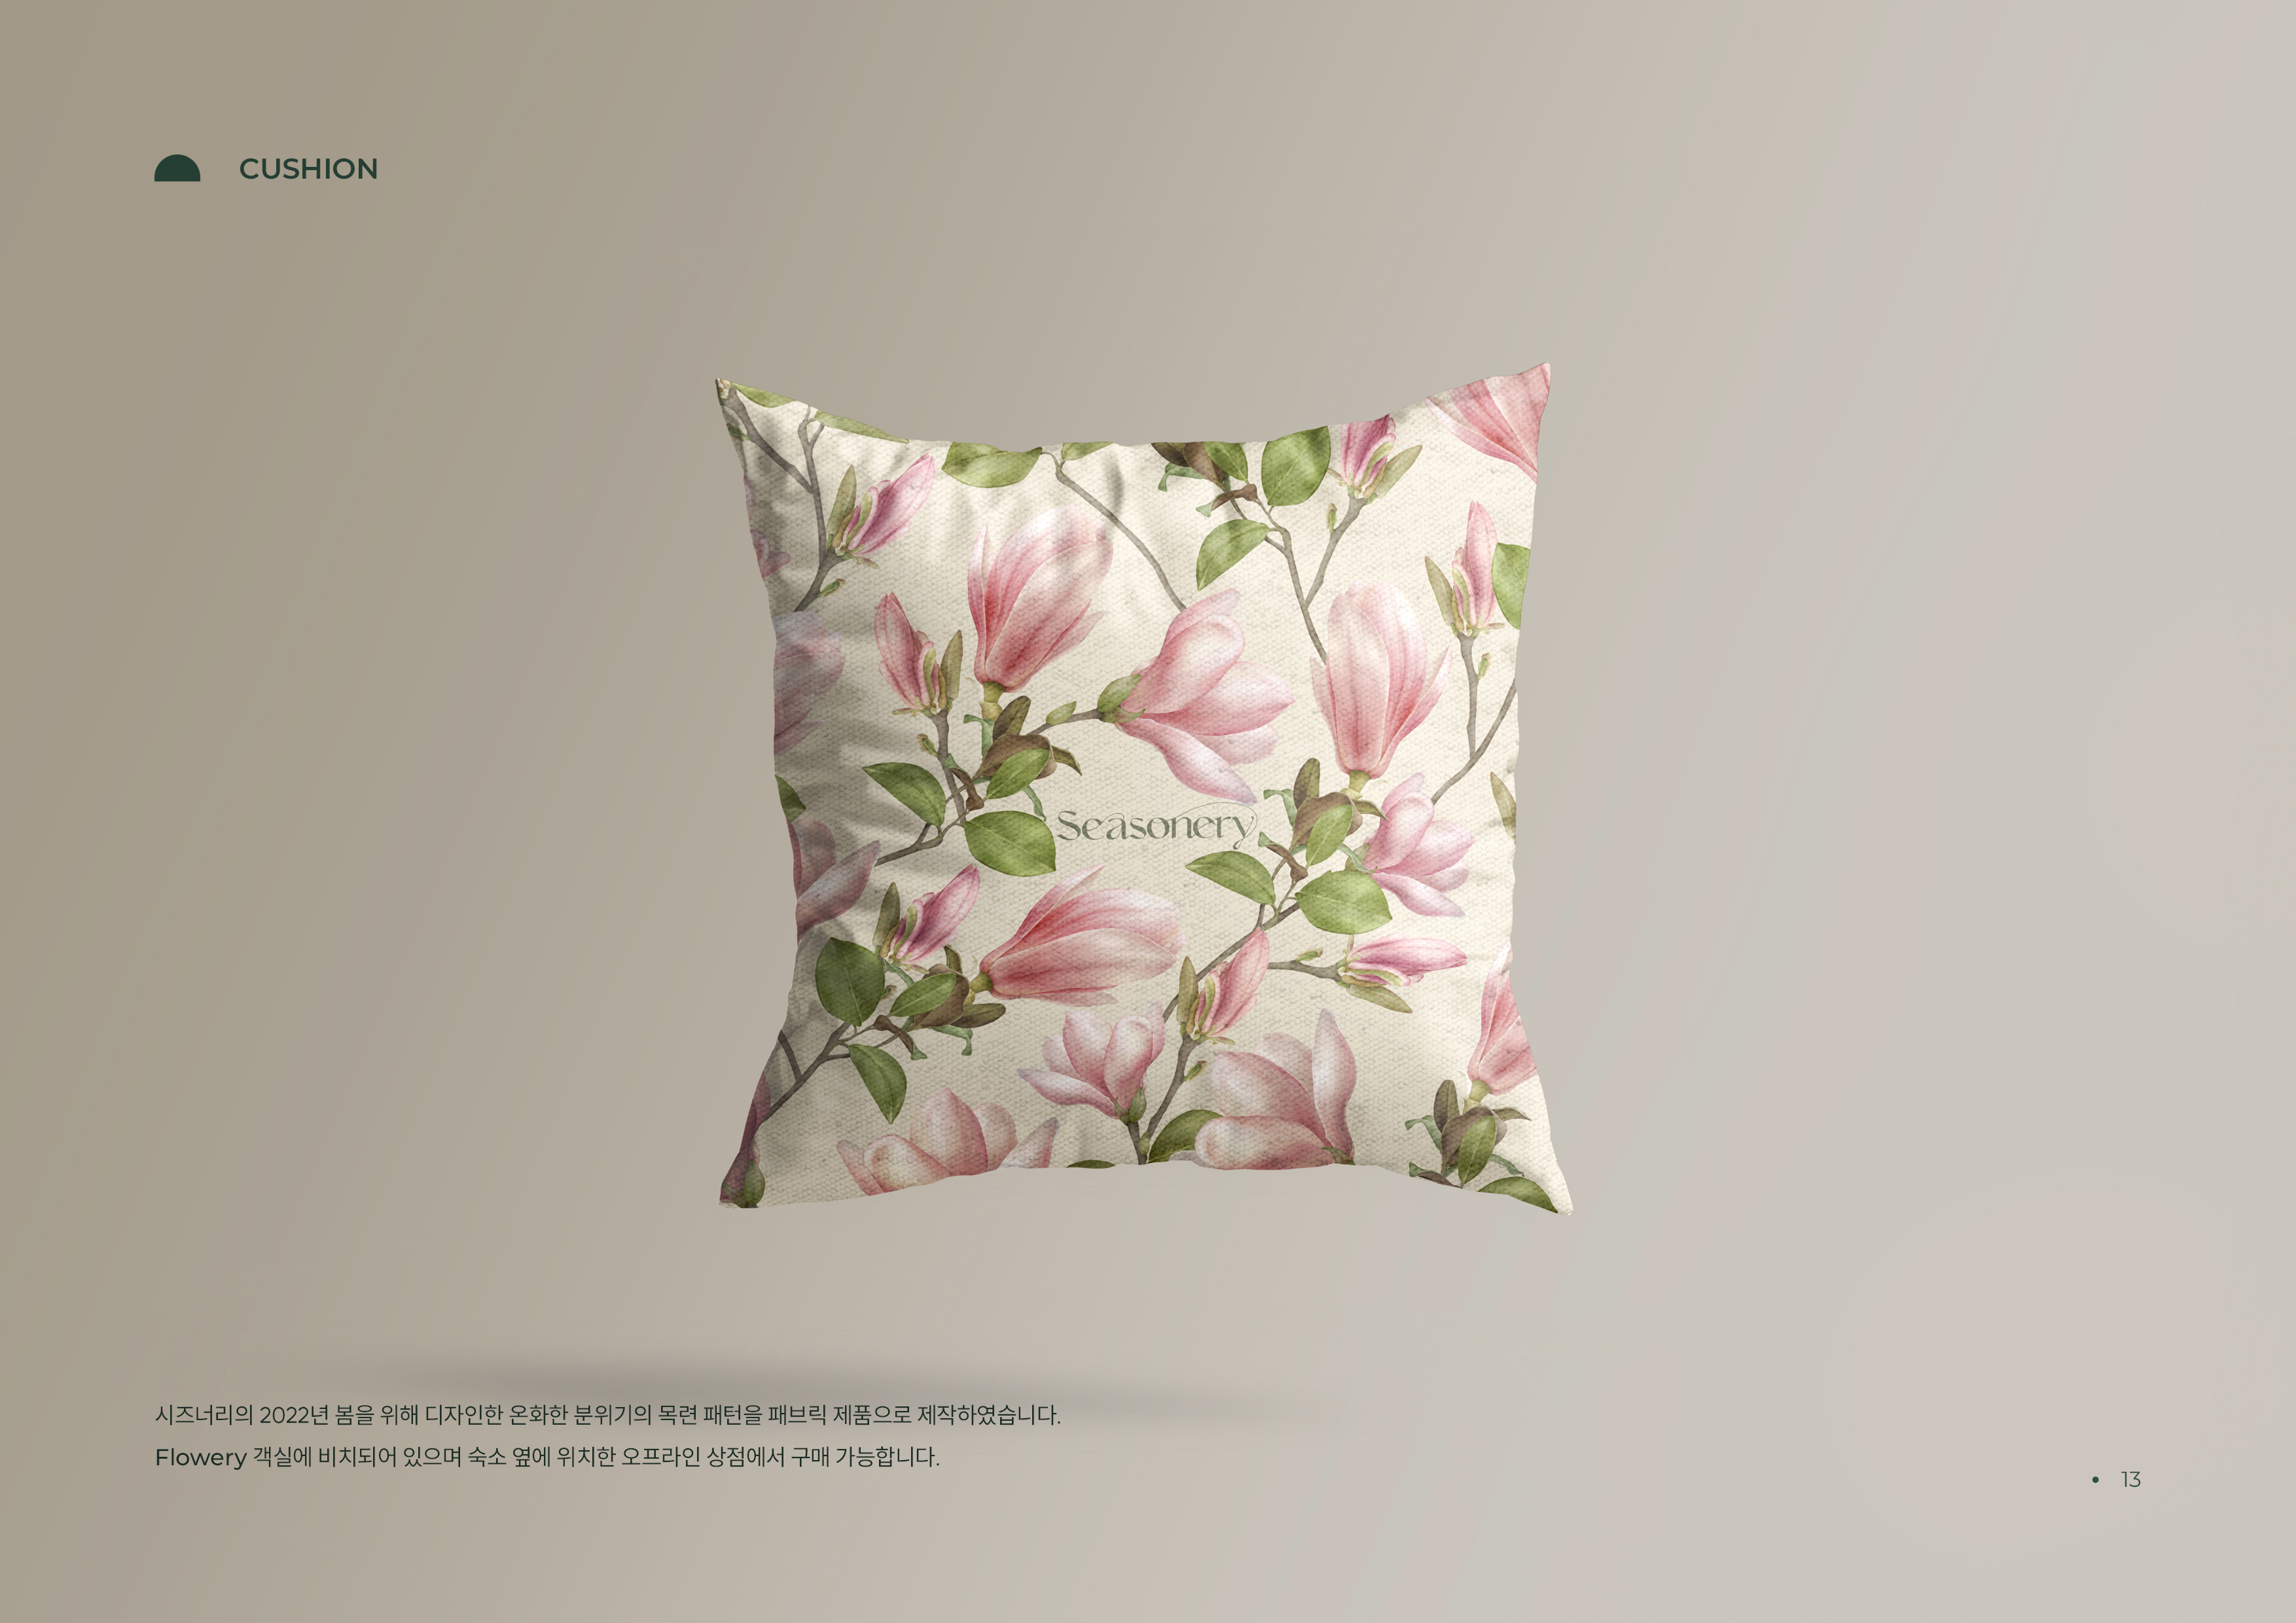 CUSHION
Seasonery
시즈너리의 2022년 봄을 위해 디자인한 온화한 분위기의 목련 패턴을 패브릭 제품으로 제작하였습니다.
Flowery 객실에 비치되어 있으며 숙소 옆에 위치한 오프라인 상점에서 구매 가능합니다.
• 13